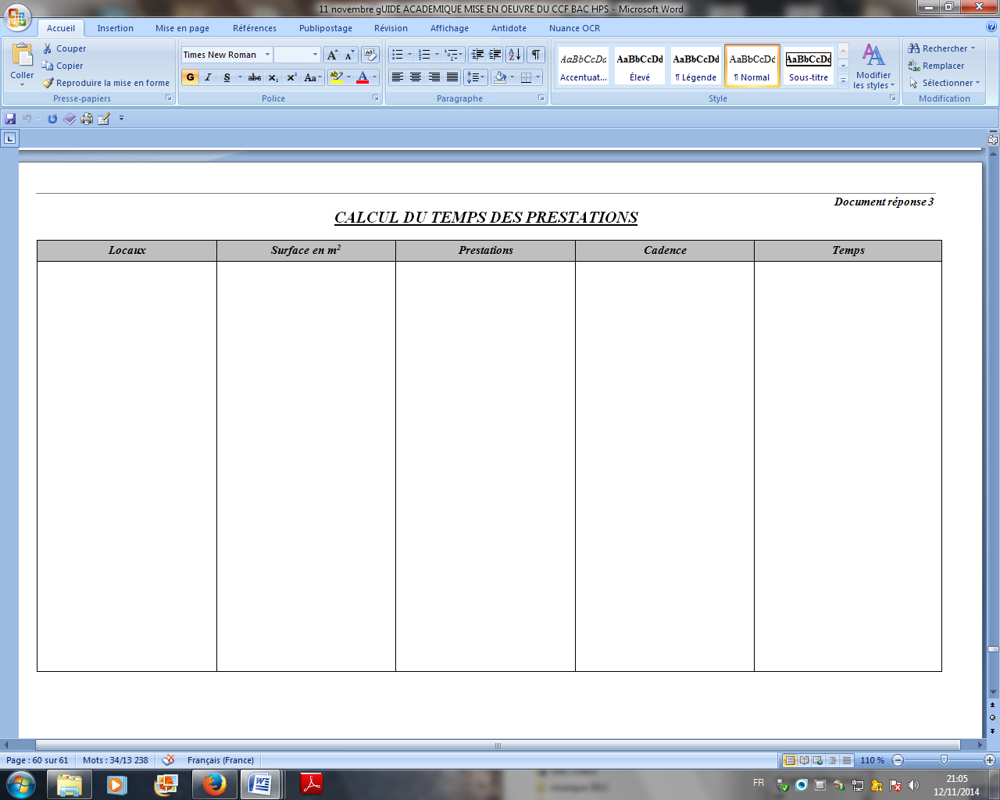 11 novembre gUIDE ACADEMIQUE MISE EN OEUVRE DU CCF BAC HPS - Microsoft Word
Accueil Insertion Mise en page Références Publipostage Révision Affichage Antidote Nuance OCR
Coller
Couper
Copier
Reproduire la mise en forme
Presse-papiers
Times New Roman
G I S abc x₂ x² Aa
Police
Paragraphe
AaBbCcDc AaBbCcDd AaBbCcDd AaBbCcDc AaBbCcDd
Accentuat... Élevé ¶ Légende ¶ Normal Sous-titre
Modifier
les styles
Style
Rechercher
Remplacer
Sélectionner
Modification
Document réponse 3
CALCUL DU TEMPS DES PRESTATIONS
Locaux Surface en m² Prestations Cadence Temps
Page : 60 sur 61 Mots : 34/13 238 Français (France) 110 %
FR 21:05
12/11/2014